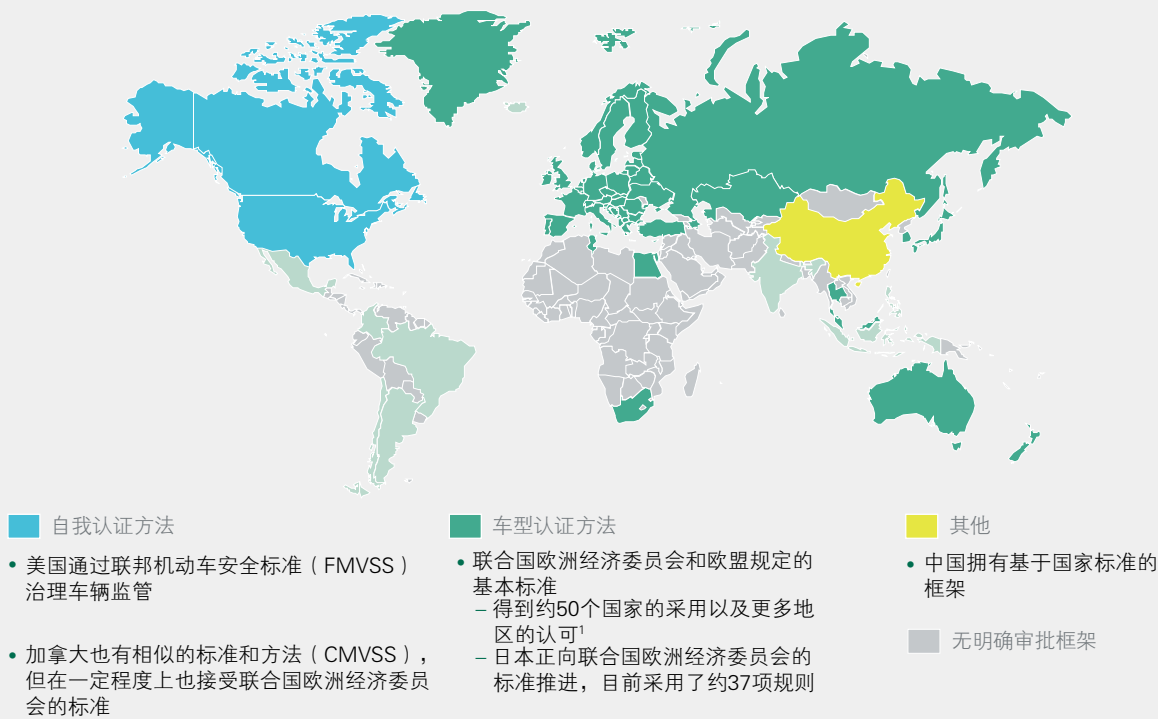 自我认证方法
• 美国通过联邦机动车安全标准（FMVSS）
治理车辆监管
• 加拿大也有相似的标准和方法（CMVSS），
但在一定程度上也接受联合国欧洲经济委员
会的标准
车型认证方法
• 联合国欧洲经济委员会和欧盟规定的
基本标准
– 得到约50个国家的采用以及更多地
区的认可¹
– 日本正向联合国欧洲经济委员会的
标准推进，目前采用了约37项规则
其他
• 中国拥有基于国家标准的
框架
无明确审批框架